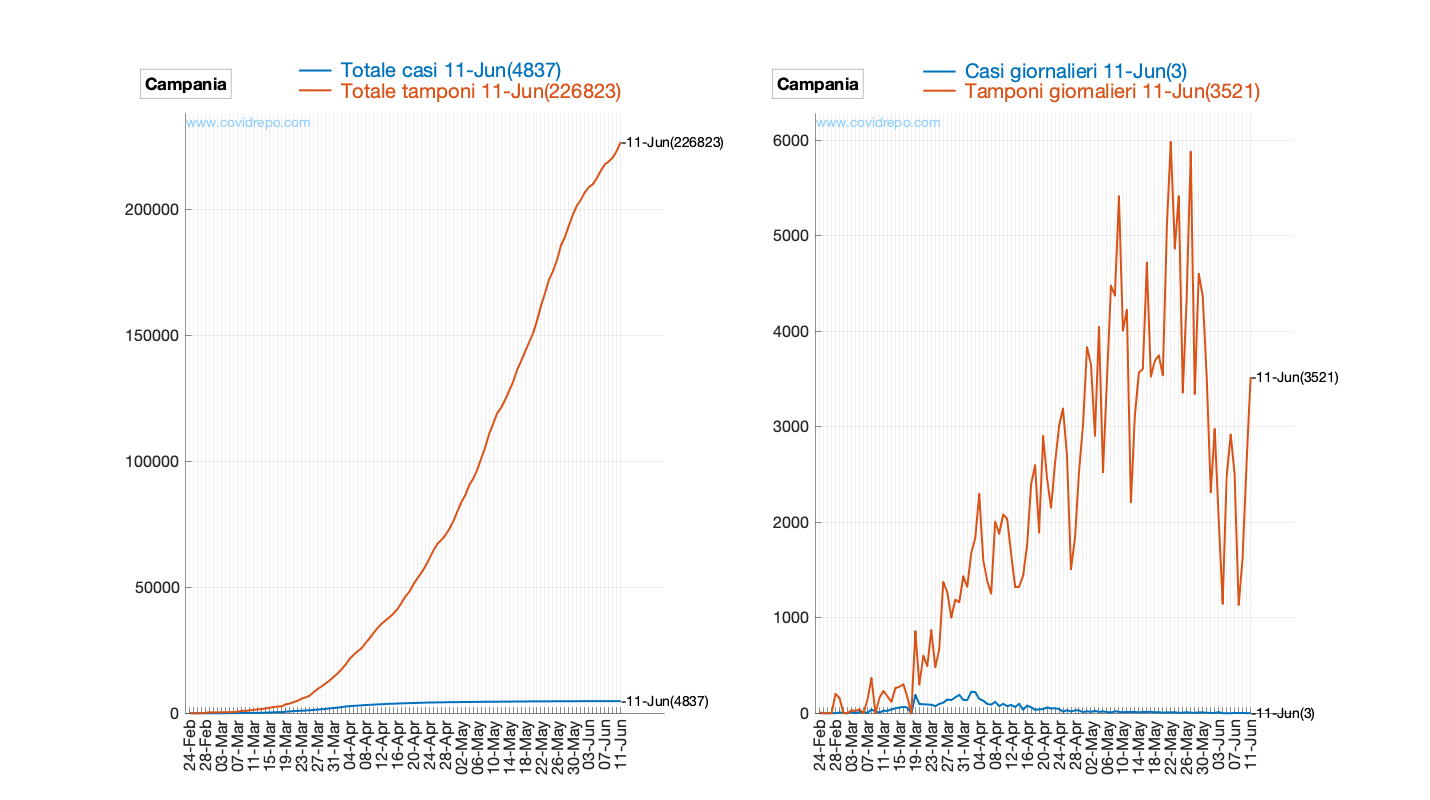 Campania
Totale casi 11-Jun(4837)
Totale tamponi 11-Jun(226823)
www.covidrepo.com
11-Jun(226823)
200000
150000
100000
50000
0
11-Jun(4837)
24-Feb
28-Feb
03-Mar
07-Mar
11-Mar
15-Mar
19-Mar
23-Mar
27-Mar
31-Mar
04-Apr
08-Apr
12-Apr
16-Apr
20-Apr
24-Apr
28-Apr
02-May
06-May
10-May
14-May
18-May
22-May
26-May
30-May
03-Jun
07-Jun
11-Jun
Campania
Casi giornalieri 11-Jun(3)
Tamponi giornalieri 11-Jun(3521)
www.covidrepo.com
6000
5000
4000
11-Jun(3521)
3000
2000
1000
0
11-Jun(3)
24-Feb
28-Feb
03-Mar
07-Mar
11-Mar
15-Mar
19-Mar
23-Mar
27-Mar
31-Mar
04-Apr
08-Apr
12-Apr
16-Apr
20-Apr
24-Apr
28-Apr
02-May
06-May
10-May
14-May
18-May
22-May
26-May
30-May
03-Jun
07-Jun
11-Jun